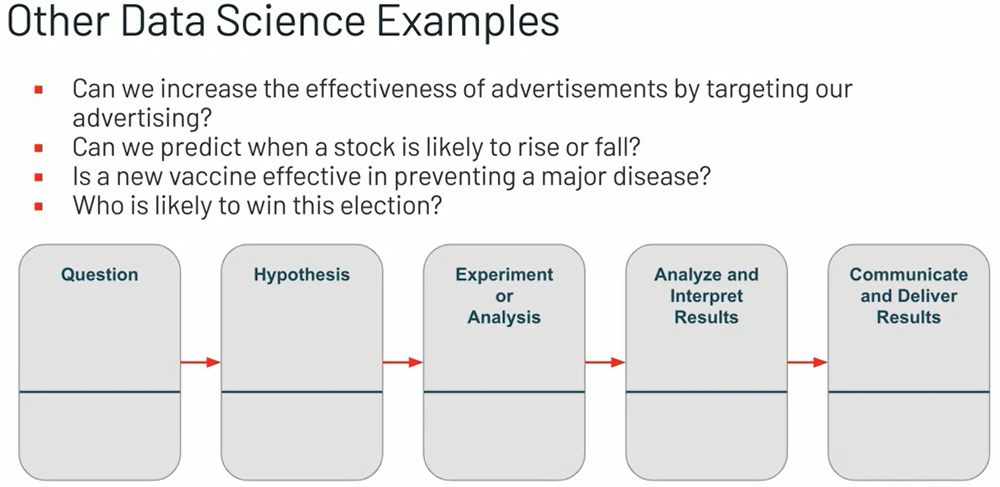 Other Data Science Examples
Can we increase the effectiveness of advertisements by targeting our
advertising?
Can we predict when a stock is likely to rise or fall?
Is a new vaccine effective in preventing a major disease?
Who is likely to win this election?
Question
Hypothesis
Experiment
or
Analysis
Analyze and
Interpret
Results
Communicate
and Deliver
Results